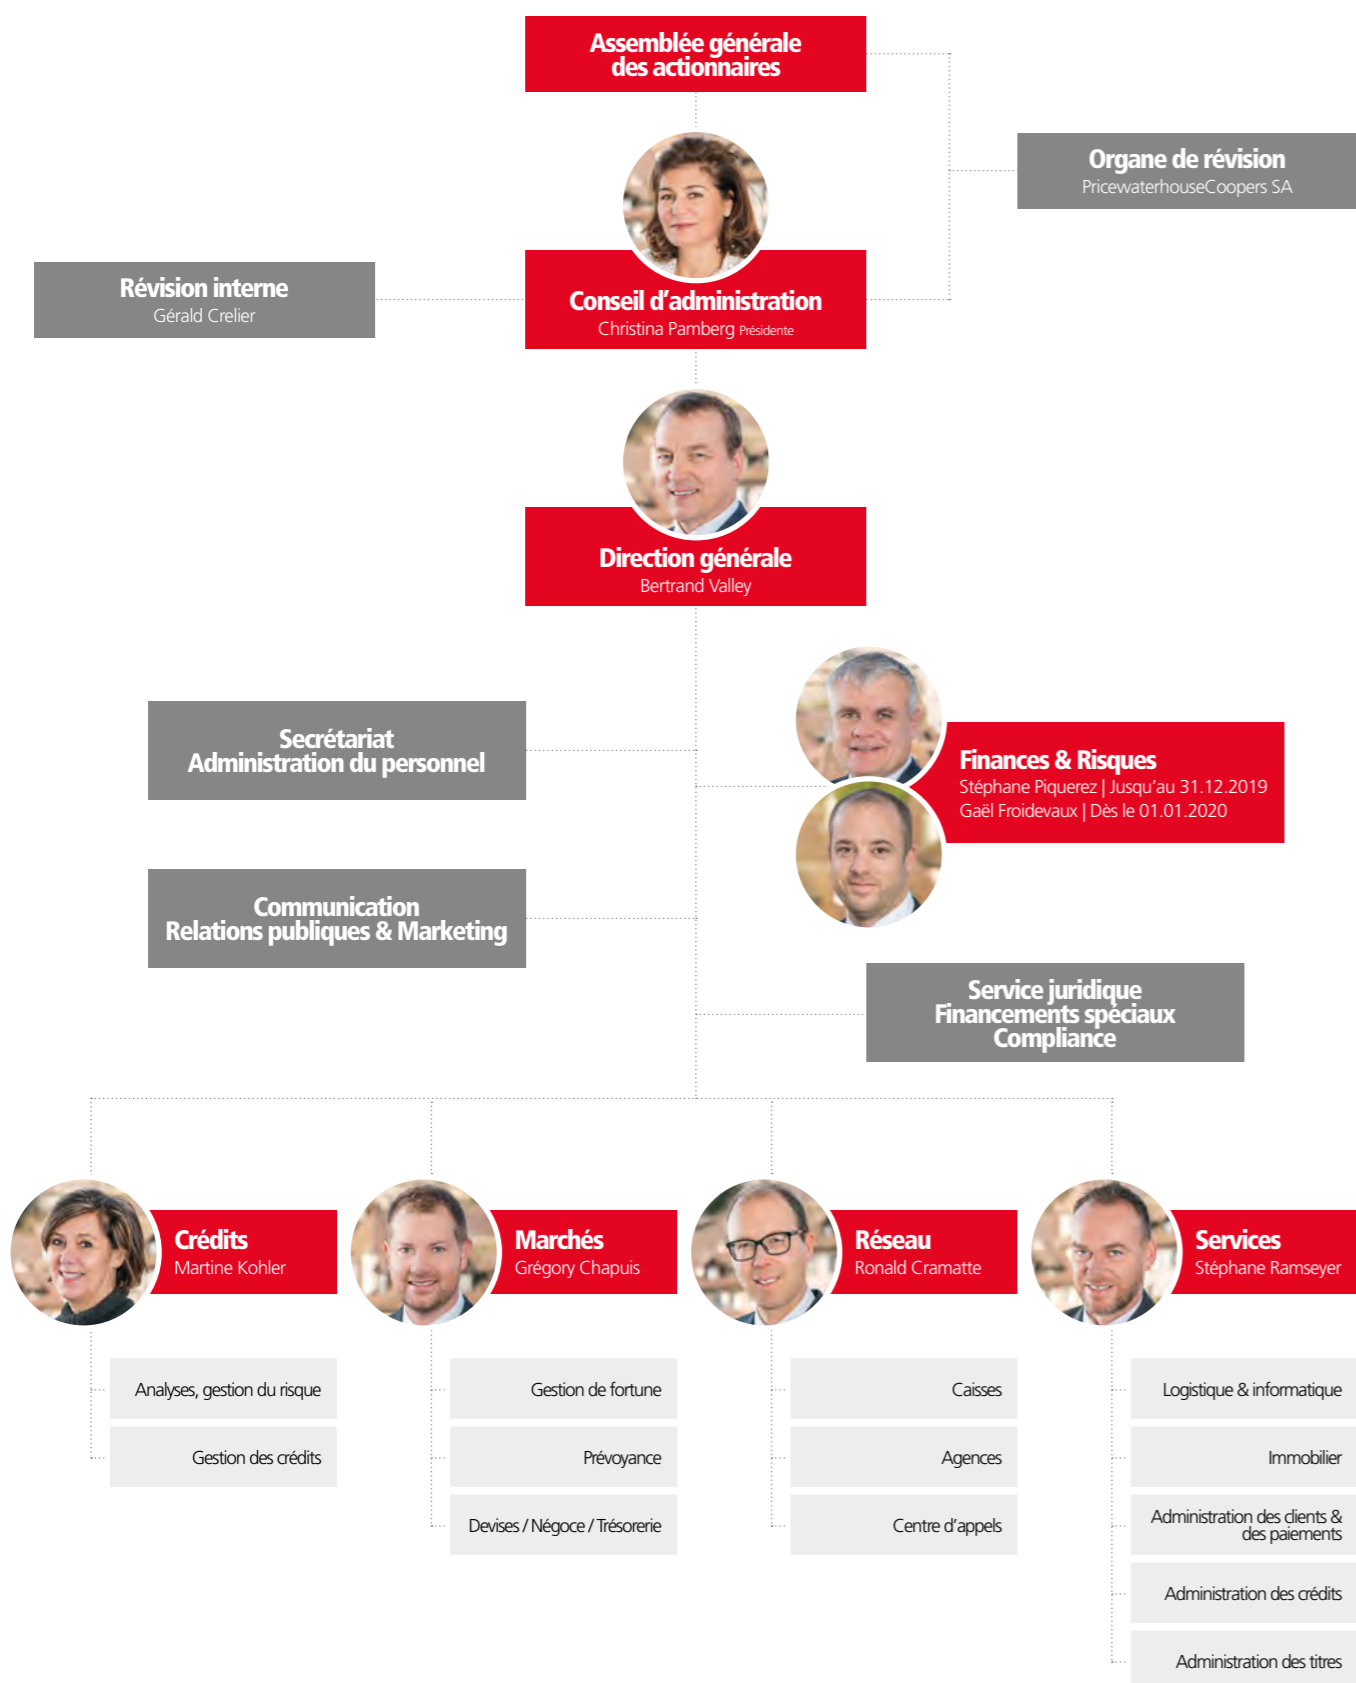 Assemblée générale
des actionnaires
Organe de révision
PricewaterhouseCoopers SA
Révision interne
Gérald Crelier
Conseil d’administration
Christina Pamberg Présidente
Direction générale
Bertrand Valley
Secrétariat
Administration du personnel
Finances & Risques
Stéphane Piquerez | Jusqu’au 31.12.2019
Gaël Froidevaux | Dès le 01.01.2020
Communication
Relations publiques & Marketing
Service juridique
Financements spéciaux
Compliance
Crédits
Martine Kohler
Analyses, gestion du risque
Gestion des crédits
Marchés
Grégory Chapuis
Gestion de fortune
Prévoyance
Devises / Négoce / Trésorerie
Réseau
Ronald Cramatte
Caisses
Agences
Centre d’appels
Services
Stéphane Ramseyer
Logistique & informatique
Immobilier
Administration des clients &
des paiements
Administration des crédits
Administration des titres